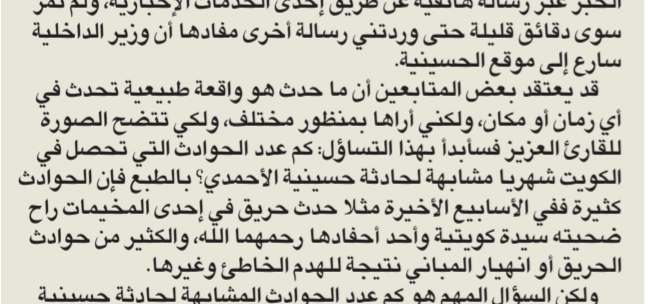 الخبر عبر رسالة هاتفية عن طريق إحدى الخدمات الإخبارية، ولم تمر
سوى دقائق قليلة حتى وردتني رسالة أخرى مفادها أن وزير الداخلية
سارع إلى موقع الحسينية.
قد يعتقد بعض المتابعين أن ما حدث هو واقعة طبيعية تحدث في
أي زمان أو مكان، ولكني أراها بمنظور مختلف، ولكي تتضح الصورة
للقارئ العزيز فسأبدأ بهذا التساؤل: كم عدد الحوادث التي تحصل في
الكويت شهريا مشابهة لحادثة حسينية الأحمدي؟ بالطبع فإن الحوادث
كثيرة ففي الأسابيع الأخيرة مثلا حدث حريق في إحدى المخيمات راح
ضحيته سيدة كويتية وأحد أحفادها رحمهما الله، والكثير من حوادث
الحريق أو انهيار المباني نتيجة للهدم الخاطئ وغيرها.
ولكن السؤال المهم هو كم عدد الحوادث المشابهة لحادثة حسينية